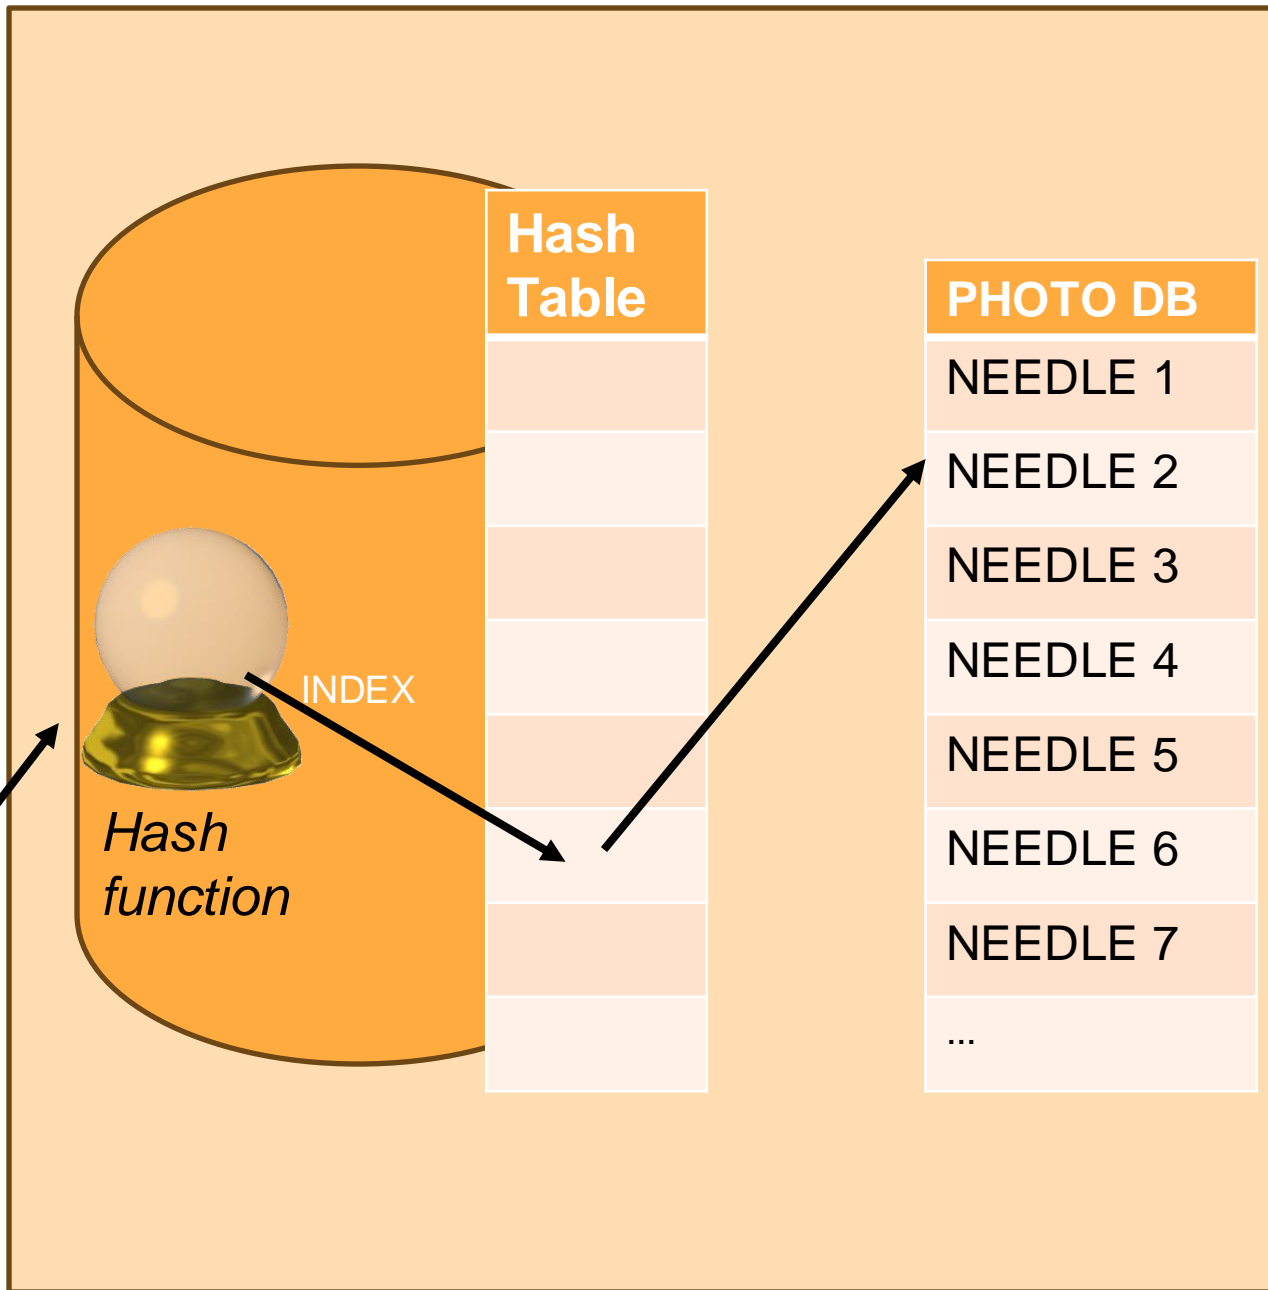 Hash
Table
PHOTO DB
NEEDLE 1
NEEDLE 2
NEEDLE 3
NEEDLE 4
NEEDLE 5
NEEDLE 6
NEEDLE 7
...
INDEX
Hash
function